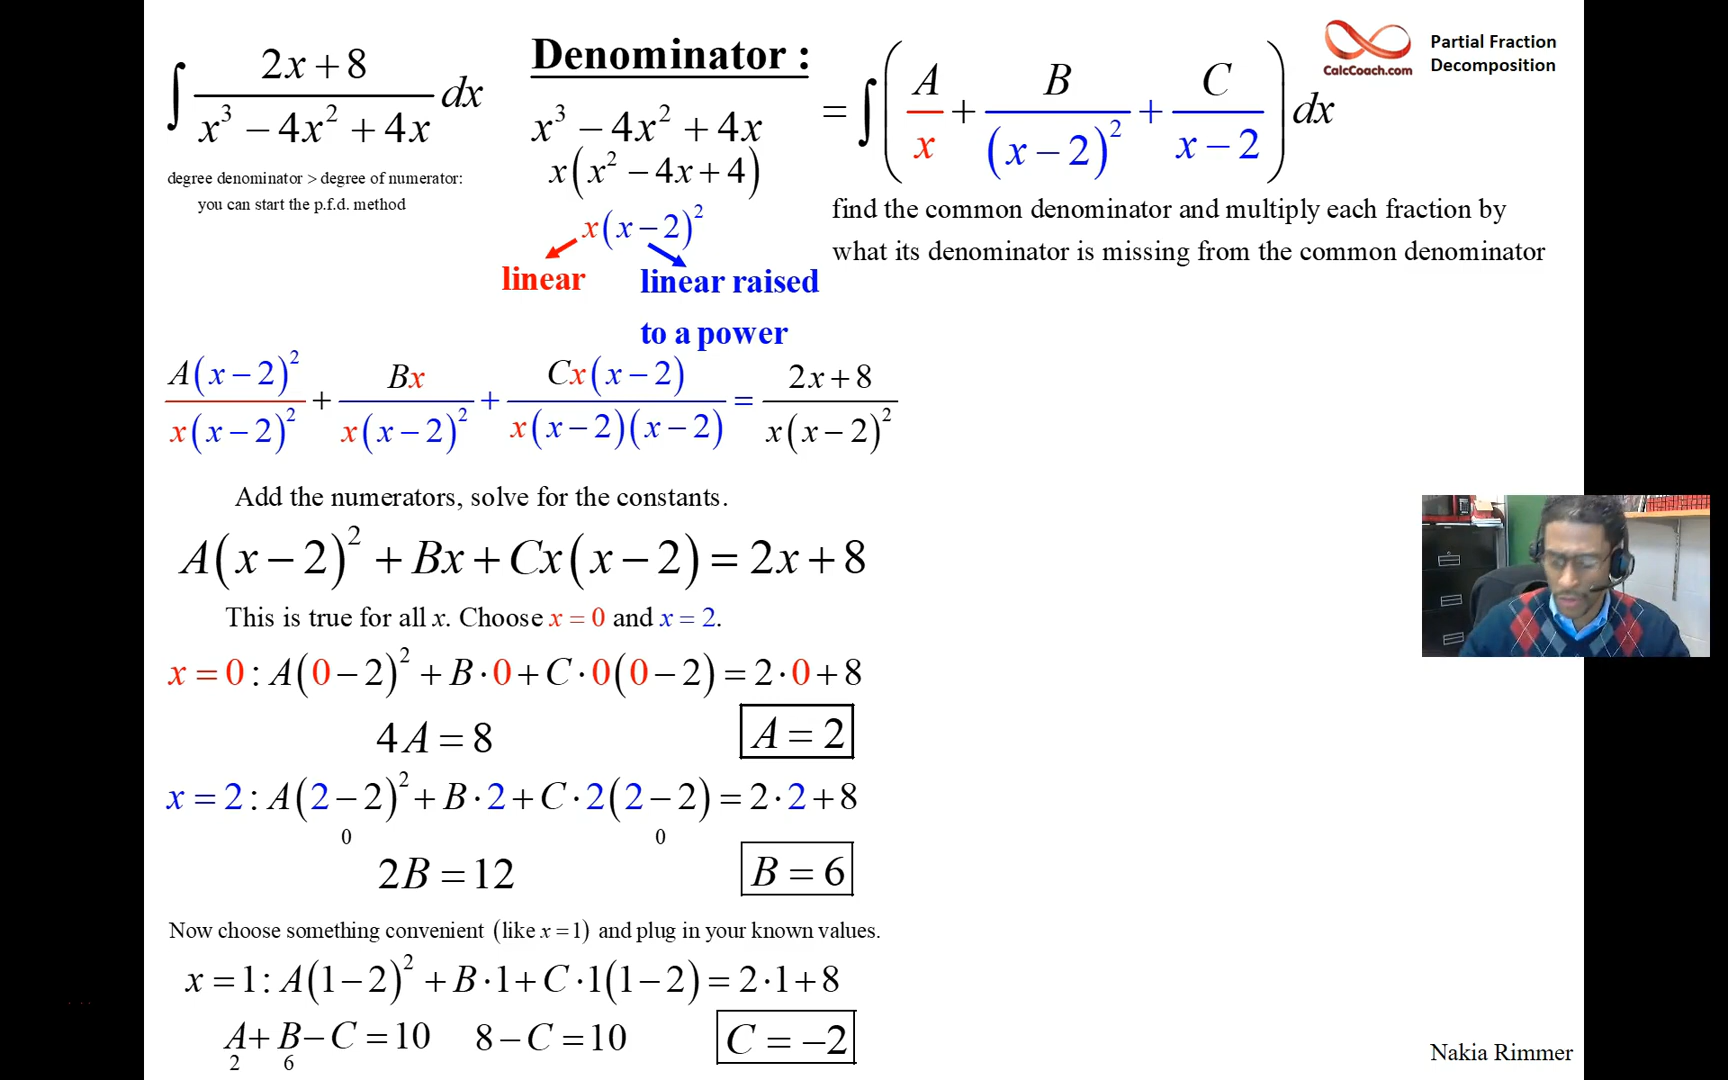 ∫ (2x+8)/(x³ − 4x² + 4x) dx
degree denominator > degree of numerator:
you can start the p.f.d. method
Denominator :
x³ − 4x² + 4x
x(x² − 4x + 4)
x(x − 2)²
linear
linear raised
to a power
= ∫ (A/x + B/(x − 2)² + C/(x − 2)) dx
CalcCoach.com
Partial Fraction
Decomposition
find the common denominator and multiply each fraction by
what its denominator is missing from the common denominator
A(x − 2)²/(x(x − 2)²) + Bx/(x(x − 2)²) + Cx(x − 2)/(x(x − 2)(x − 2)) = (2x+8)/(x(x − 2)²)
Add the numerators, solve for the constants.
A(x − 2)² + Bx + Cx(x − 2) = 2x + 8
This is true for all x. Choose x = 0 and x = 2.
x = 0 : A(0 − 2)² + B · 0 + C · 0(0 − 2) = 2 · 0 + 8
4A = 8 A = 2
x = 2 : A(2 − 2)² + B · 2 + C · 2(2 − 2) = 2 · 2 + 8
0 0
2B = 12 B = 6
Now choose something convenient (like x = 1) and plug in your known values.
x = 1 : A(1 − 2)² + B · 1 + C · 1(1 − 2) = 2 · 1 + 8
A + B − C = 10 8 − C = 10 C = −2
2 6
Nakia Rimmer